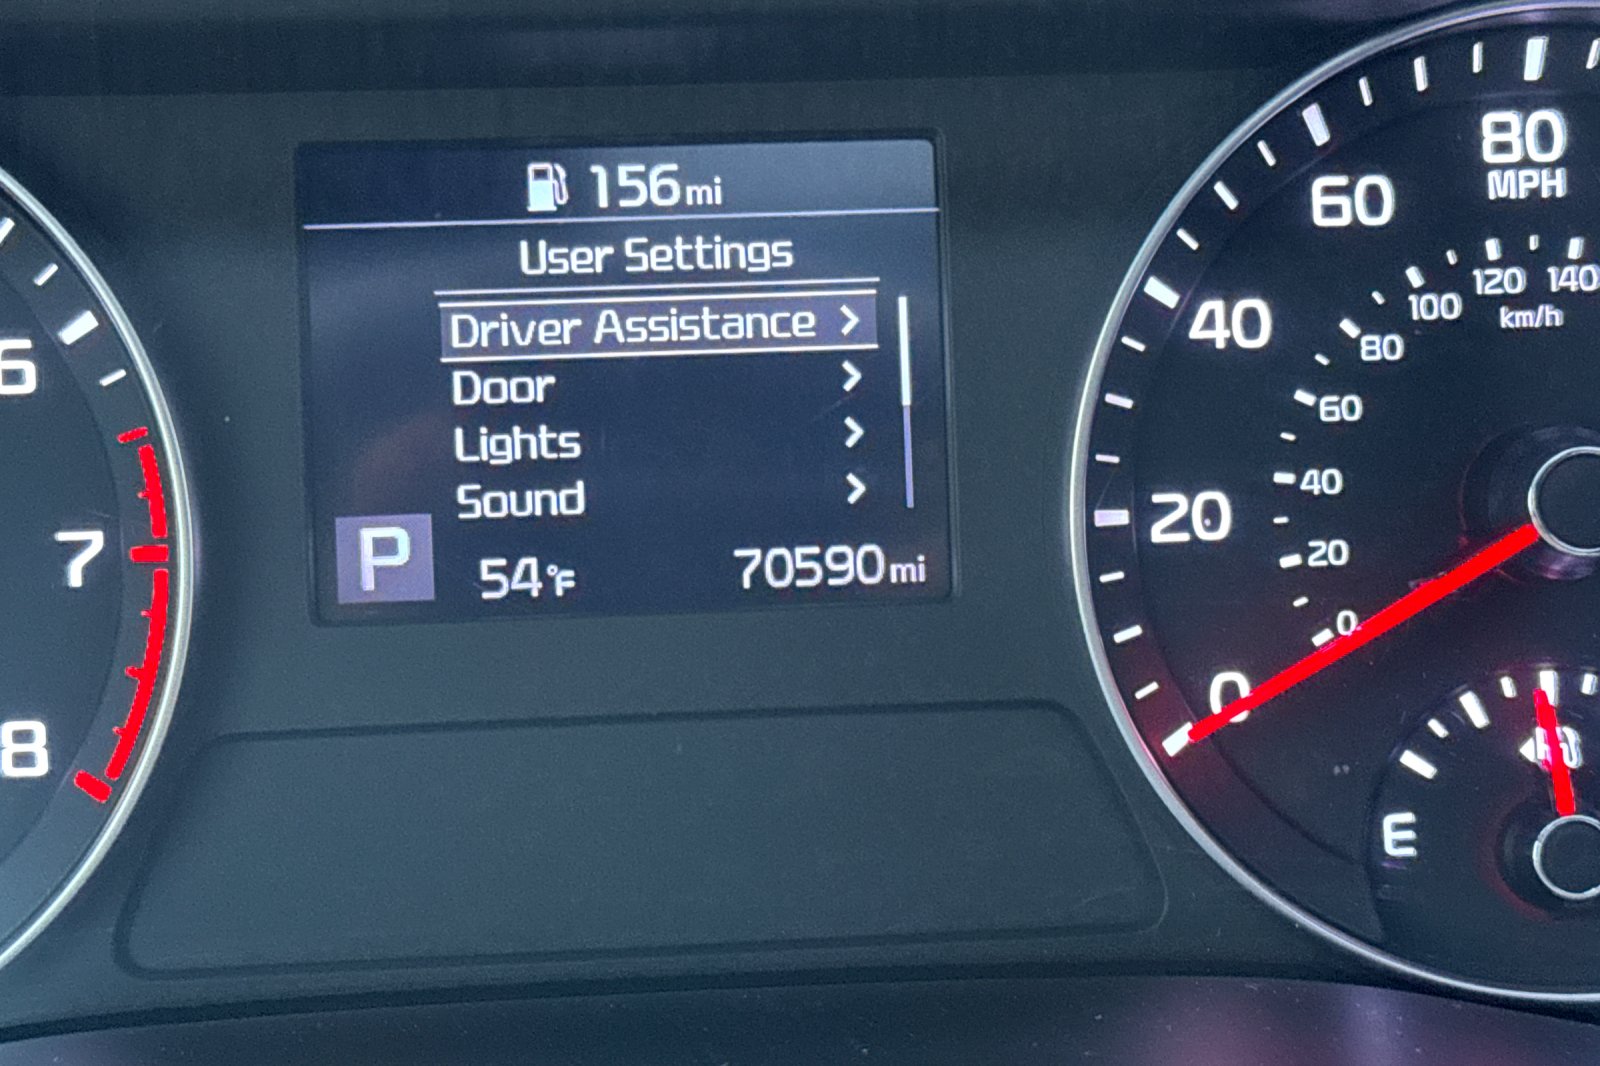 156mi
User Settings
Driver Assistance >
Door >
Lights >
Sound >
P
54°F
70590mi
6
7
8
0
20
40
60
80
MPH
0
20
40
60
80
100
120
140
km/h
E